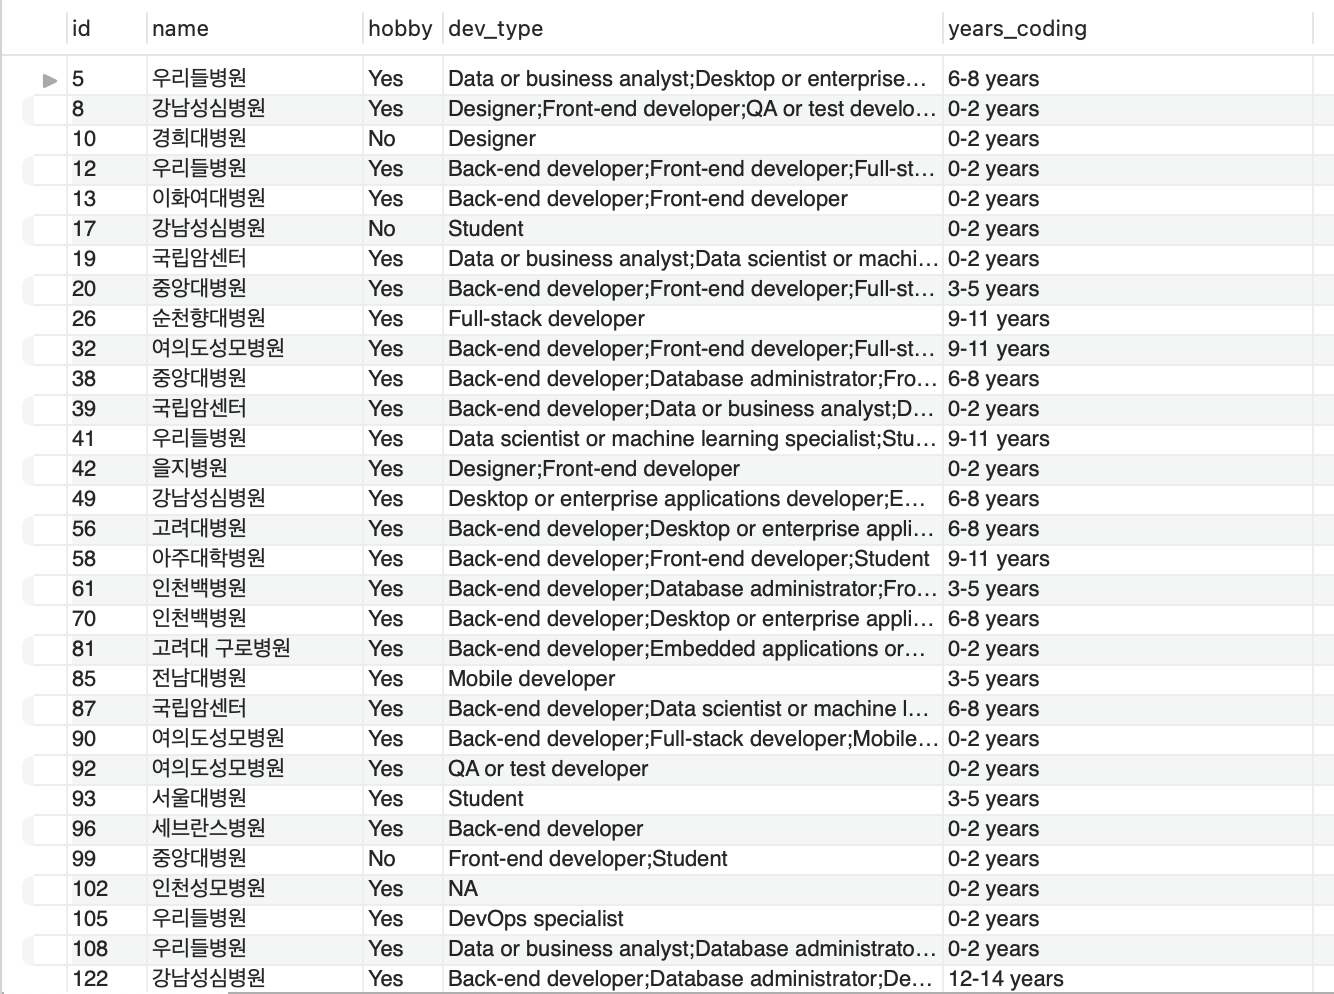 id name hobby dev_type years_coding
5 우리들병원 Yes Data or business analyst;Desktop or enterprise... 6-8 years
8 강남성심병원 Yes Designer;Front-end developer;QA or test develo... 0-2 years
10 경희대병원 No Designer 0-2 years
12 우리들병원 Yes Back-end developer;Front-end developer;Full-st... 0-2 years
13 이화여대병원 Yes Back-end developer;Front-end developer 0-2 years
17 강남성심병원 No Student 0-2 years
19 국립암센터 Yes Data or business analyst;Data scientist or machi... 0-2 years
20 중앙대병원 Yes Back-end developer;Front-end developer;Full-st... 3-5 years
26 순천향대병원 Yes Full-stack developer 9-11 years
32 여의도성모병원 Yes Back-end developer;Front-end developer;Full-st... 9-11 years
38 중앙대병원 Yes Back-end developer;Database administrator;Fro... 6-8 years
39 국립암센터 Yes Back-end developer;Data or business analyst;D... 0-2 years
41 우리들병원 Yes Data scientist or machine learning specialist;Stu... 9-11 years
42 을지병원 Yes Designer;Front-end developer 0-2 years
49 강남성심병원 Yes Desktop or enterprise applications developer;E... 6-8 years
56 고려대병원 Yes Back-end developer;Desktop or enterprise appli... 6-8 years
58 아주대학병원 Yes Back-end developer;Front-end developer;Student 9-11 years
61 인천백병원 Yes Back-end developer;Database administrator;Fro... 3-5 years
70 인천백병원 Yes Back-end developer;Desktop or enterprise appli... 6-8 years
81 고려대 구로병원 Yes Back-end developer;Embedded applications or... 0-2 years
85 전남대병원 Yes Mobile developer 3-5 years
87 국립암센터 Yes Back-end developer;Data scientist or machine l... 6-8 years
90 여의도성모병원 Yes Back-end developer;Full-stack developer;Mobile... 0-2 years
92 여의도성모병원 Yes QA or test developer 0-2 years
93 서울대병원 Yes Student 3-5 years
96 세브란스병원 Yes Back-end developer 0-2 years
99 중앙대병원 No Front-end developer;Student 0-2 years
102 인천성모병원 Yes NA 0-2 years
105 우리들병원 Yes DevOps specialist 0-2 years
108 우리들병원 Yes Data or business analyst;Database administrato... 0-2 years
122 강남성심병원 Yes Back-end developer;Database administrator;De... 12-14 years